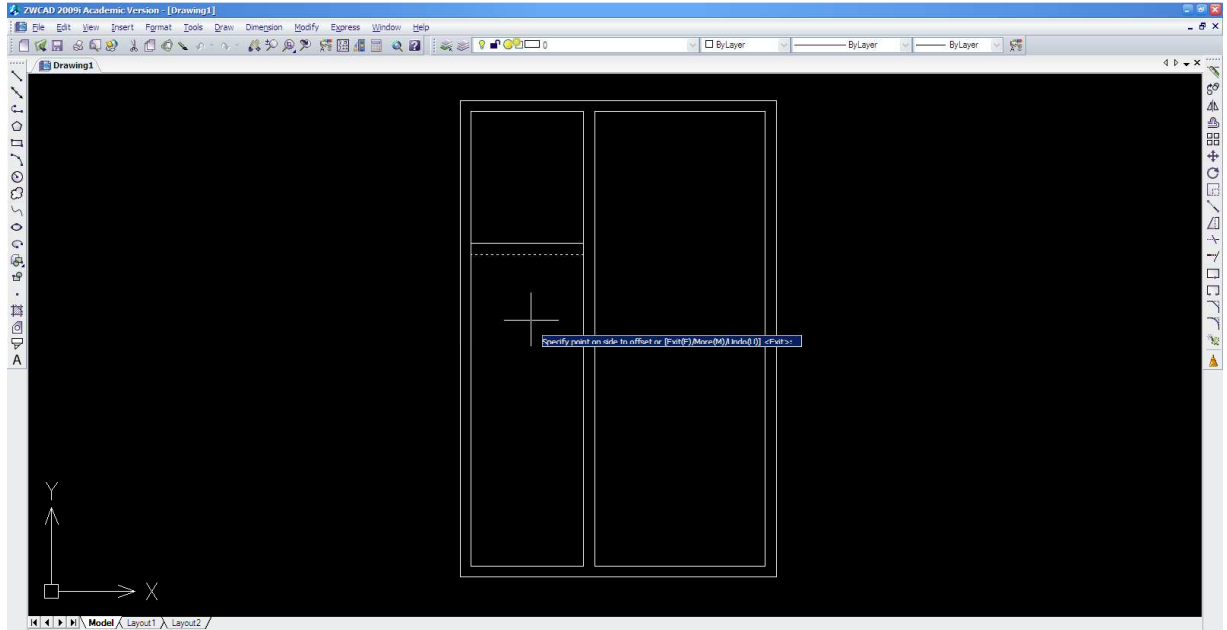 ZWCAD 2009i Academic Version - [Drawing1]
File Edit View Insert Format Tools Draw Dimension Modify Express Window Help
0 ByLayer ByLayer ByLayer
Drawing1
Specify point on side to offset or [Exit(E)/More(M)/Undo(U)] <Exit>:
Y
X
Model Layout1 Layout2